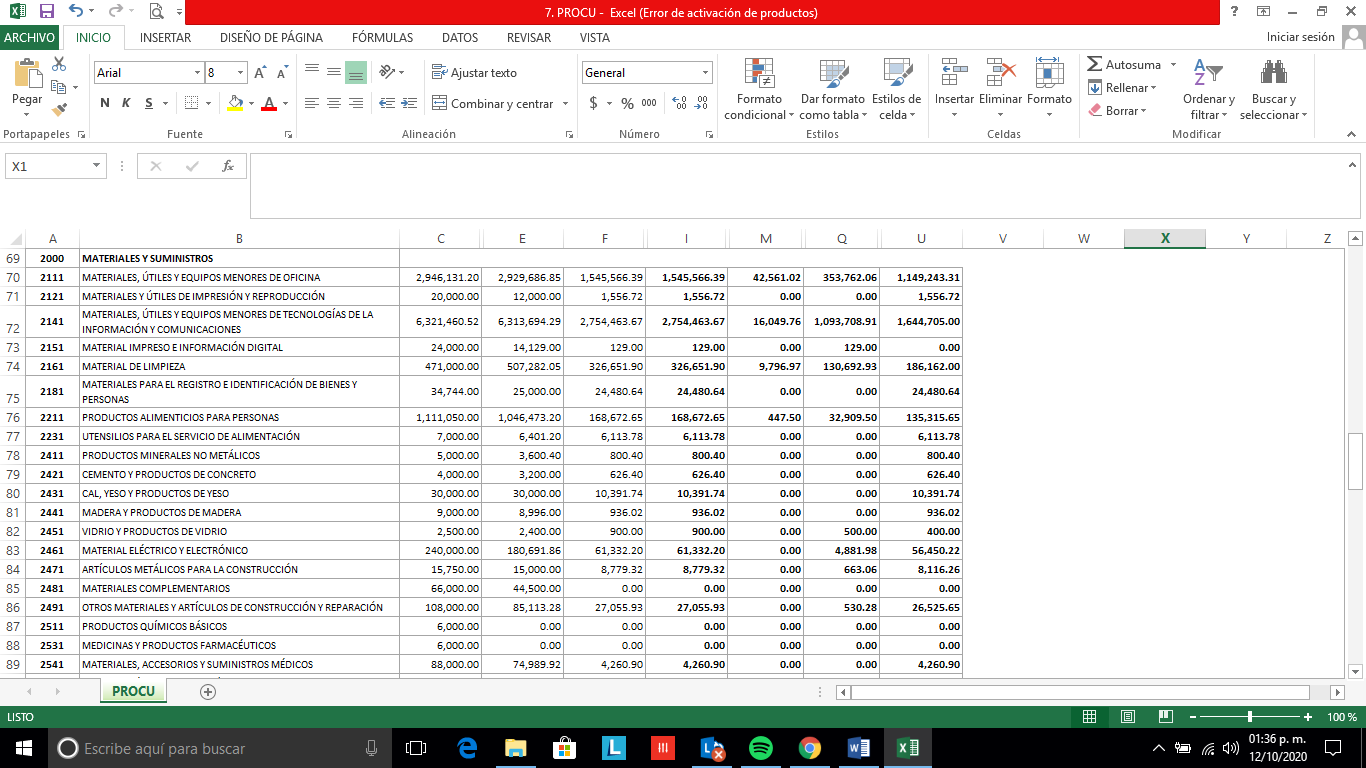 7. PROCU - Excel (Error de activación de productos)
ARCHIVO INICIO INSERTAR DISEÑO DE PÁGINA FÓRMULAS DATOS REVISAR VISTA Iniciar sesión
Pegar
Portapapeles
Arial 8
N K S
Fuente
Ajustar texto
Combinar y centrar
Alineación
General
$ % 000
Número
Formato condicional
Dar formato como tabla
Estilos de celda
Estilos
Insertar Eliminar Formato
Celdas
Autosuma
Rellenar
Borrar
Ordenar y filtrar
Buscar y seleccionar
Modificar
X1 fx
A B C E F I M Q U V W X Y Z
69 2000 MATERIALES Y SUMINISTROS
70 2111 MATERIALES, ÚTILES Y EQUIPOS MENORES DE OFICINA 2,946,131.20 2,929,686.85 1,545,566.39 1,545,566.39 42,561.02 353,762.06 1,149,243.31
71 2121 MATERIALES Y ÚTILES DE IMPRESIÓN Y REPRODUCCIÓN 20,000.00 12,000.00 1,556.72 1,556.72 0.00 0.00 1,556.72
72 2141 MATERIALES, ÚTILES Y EQUIPOS MENORES DE TECNOLOGÍAS DE LA INFORMACIÓN Y COMUNICACIONES 6,321,460.52 6,313,694.29 2,754,463.67 2,754,463.67 16,049.76 1,093,708.91 1,644,705.00
73 2151 MATERIAL IMPRESO E INFORMACIÓN DIGITAL 24,000.00 14,129.00 129.00 129.00 0.00 129.00 0.00
74 2161 MATERIAL DE LIMPIEZA 471,000.00 507,282.05 326,651.90 326,651.90 9,796.97 130,692.93 186,162.00
75 2181 MATERIALES PARA EL REGISTRO E IDENTIFICACIÓN DE BIENES Y PERSONAS 34,744.00 25,000.00 24,480.64 24,480.64 0.00 0.00 24,480.64
76 2211 PRODUCTOS ALIMENTICIOS PARA PERSONAS 1,111,050.00 1,046,473.20 168,672.65 168,672.65 447.50 32,909.50 135,315.65
77 2231 UTENSILIOS PARA EL SERVICIO DE ALIMENTACIÓN 7,000.00 6,401.20 6,113.78 6,113.78 0.00 0.00 6,113.78
78 2411 PRODUCTOS MINERALES NO METÁLICOS 5,000.00 3,600.40 800.40 800.40 0.00 0.00 800.40
79 2421 CEMENTO Y PRODUCTOS DE CONCRETO 4,000.00 3,200.00 626.40 626.40 0.00 0.00 626.40
80 2431 CAL, YESO Y PRODUCTOS DE YESO 30,000.00 30,000.00 10,391.74 10,391.74 0.00 0.00 10,391.74
81 2441 MADERA Y PRODUCTOS DE MADERA 9,000.00 8,996.00 936.02 936.02 0.00 0.00 936.02
82 2451 VIDRIO Y PRODUCTOS DE VIDRIO 2,500.00 2,400.00 900.00 900.00 0.00 500.00 400.00
83 2461 MATERIAL ELÉCTRICO Y ELECTRÓNICO 240,000.00 180,691.86 61,332.20 61,332.20 0.00 4,881.98 56,450.22
84 2471 ARTÍCULOS METÁLICOS PARA LA CONSTRUCCIÓN 15,750.00 15,000.00 8,779.32 8,779.32 0.00 663.06 8,116.26
85 2481 MATERIALES COMPLEMENTARIOS 66,000.00 44,500.00 0.00 0.00 0.00 0.00 0.00
86 2491 OTROS MATERIALES Y ARTÍCULOS DE CONSTRUCCIÓN Y REPARACIÓN 108,000.00 85,113.28 27,055.93 27,055.93 0.00 530.28 26,525.65
87 2511 PRODUCTOS QUÍMICOS BÁSICOS 6,000.00 0.00 0.00 0.00 0.00 0.00 0.00
88 2531 MEDICINAS Y PRODUCTOS FARMACÉUTICOS 6,000.00 0.00 0.00 0.00 0.00 0.00 0.00
89 2541 MATERIALES, ACCESORIOS Y SUMINISTROS MÉDICOS 88,000.00 74,989.92 4,260.90 4,260.90 0.00 0.00 4,260.90
PROCU
LISTO 100 %
Escribe aquí para buscar
01:36 p. m.
12/10/2020